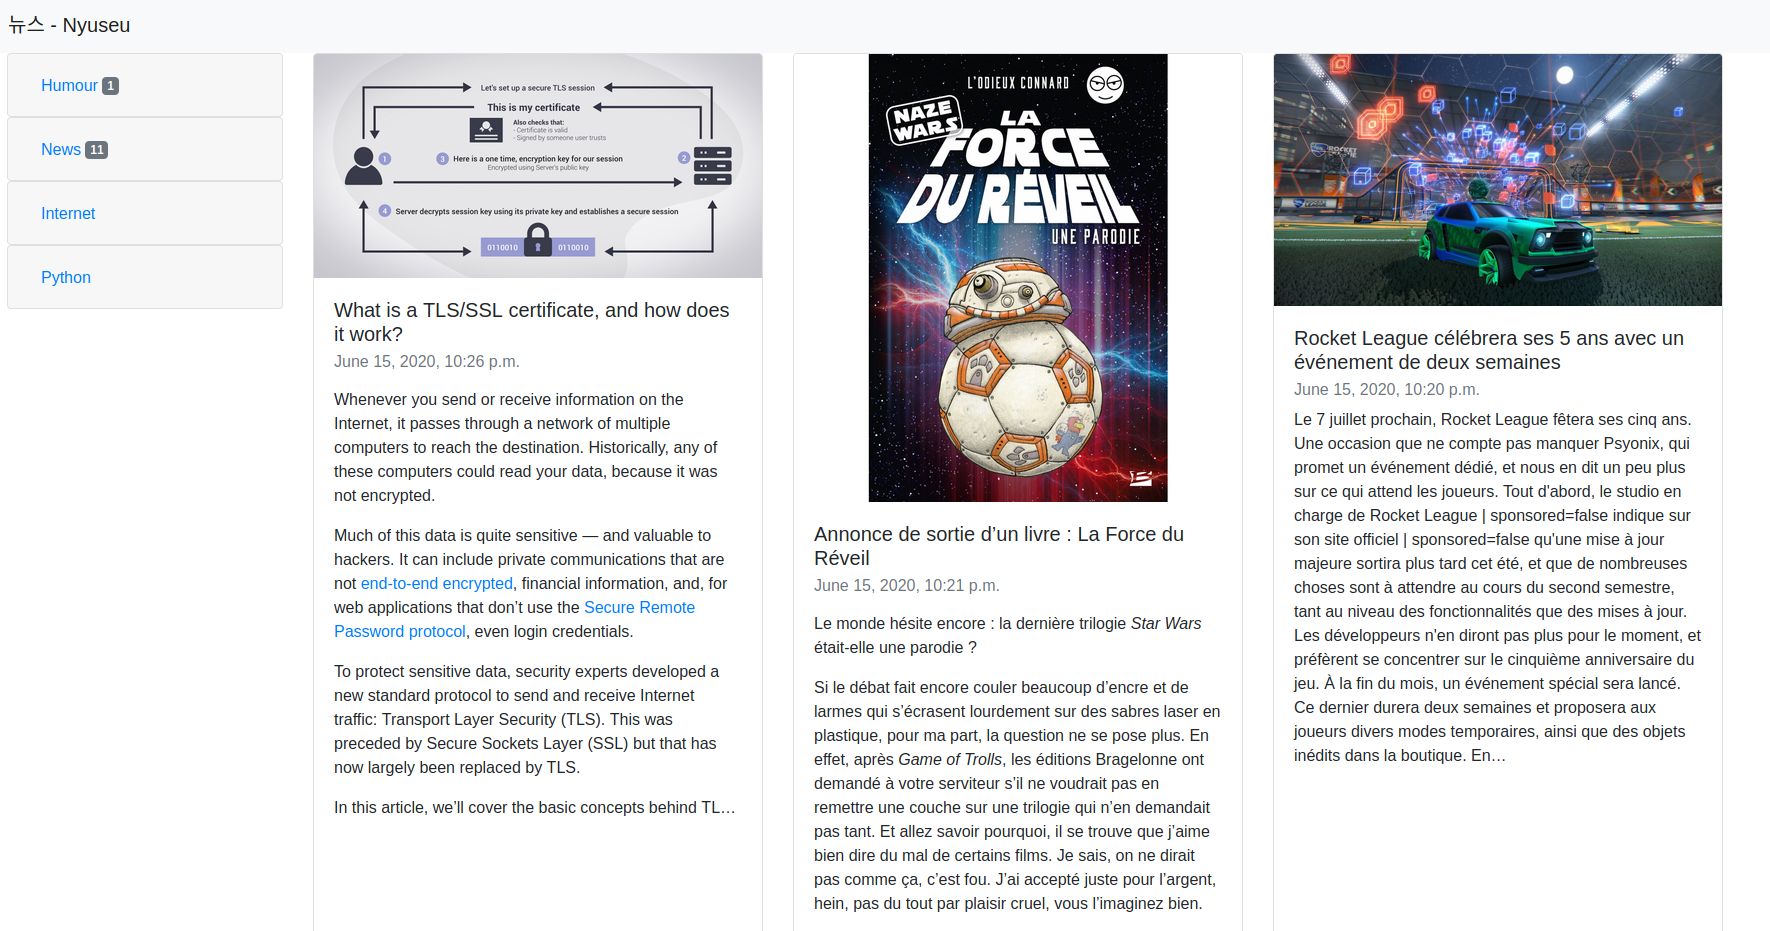 뉴스 - Nyuseu
Humour 1
News 11
Internet
Python
Let's set up a secure TLS session
This is my certificate
Also checks that:
- Certificate is valid
- Signed by someone user trusts
1
3 Here is a one time, encryption key for our session
2
Encrypted using Server's public key
4 Server decrypts session key using its private key and establishes a secure session
0110010 0110010
What is a TLS/SSL certificate, and how does
it work?
June 15, 2020, 10:26 p.m.
Whenever you send or receive information on the
Internet, it passes through a network of multiple
computers to reach the destination. Historically, any of
these computers could read your data, because it was
not encrypted.
Much of this data is quite sensitive — and valuable to
hackers. It can include private communications that are
not end-to-end encrypted, financial information, and, for
web applications that don’t use the Secure Remote
Password protocol, even login credentials.
To protect sensitive data, security experts developed a
new standard protocol to send and receive Internet
traffic: Transport Layer Security (TLS). This was
preceded by Secure Sockets Layer (SSL) but that has
now largely been replaced by TLS.
In this article, we’ll cover the basic concepts behind TL…
L'ODIEUX CONNARD
NAZE
WARS
LA
FORCE
DU RÉVEIL
UNE PARODIE
Annonce de sortie d’un livre : La Force du
Réveil
June 15, 2020, 10:21 p.m.
Le monde hésite encore : la dernière trilogie Star Wars
était-elle une parodie ?
Si le débat fait encore couler beaucoup d’encre et de
larmes qui s’écrasent lourdement sur des sabres laser en
plastique, pour ma part, la question ne se pose plus. En
effet, après Game of Trolls, les éditions Bragelonne ont
demandé à votre serviteur s’il ne voudrait pas en
remettre une couche sur une trilogie qui n’en demandait
pas tant. Et allez savoir pourquoi, il se trouve que j’aime
bien dire du mal de certains films. Je sais, on ne dirait
pas comme ça, c’est fou. J’ai accepté juste pour l’argent,
hein, pas du tout par plaisir cruel, vous l’imaginez bien.
Rocket League célébrera ses 5 ans avec un
événement de deux semaines
June 15, 2020, 10:20 p.m.
Le 7 juillet prochain, Rocket League fêtera ses cinq ans.
Une occasion que ne compte pas manquer Psyonix, qui
promet un événement dédié, et nous en dit un peu plus
sur ce qui attend les joueurs. Tout d'abord, le studio en
charge de Rocket League | sponsored=false indique sur
son site officiel | sponsored=false qu'une mise à jour
majeure sortira plus tard cet été, et que de nombreuses
choses sont à attendre au cours du second semestre,
tant au niveau des fonctionnalités que des mises à jour.
Les développeurs n'en diront pas plus pour le moment, et
préfèrent se concentrer sur le cinquième anniversaire du
jeu. À la fin du mois, un événement spécial sera lancé.
Ce dernier durera deux semaines et proposera aux
joueurs divers modes temporaires, ainsi que des objets
inédits dans la boutique. En…